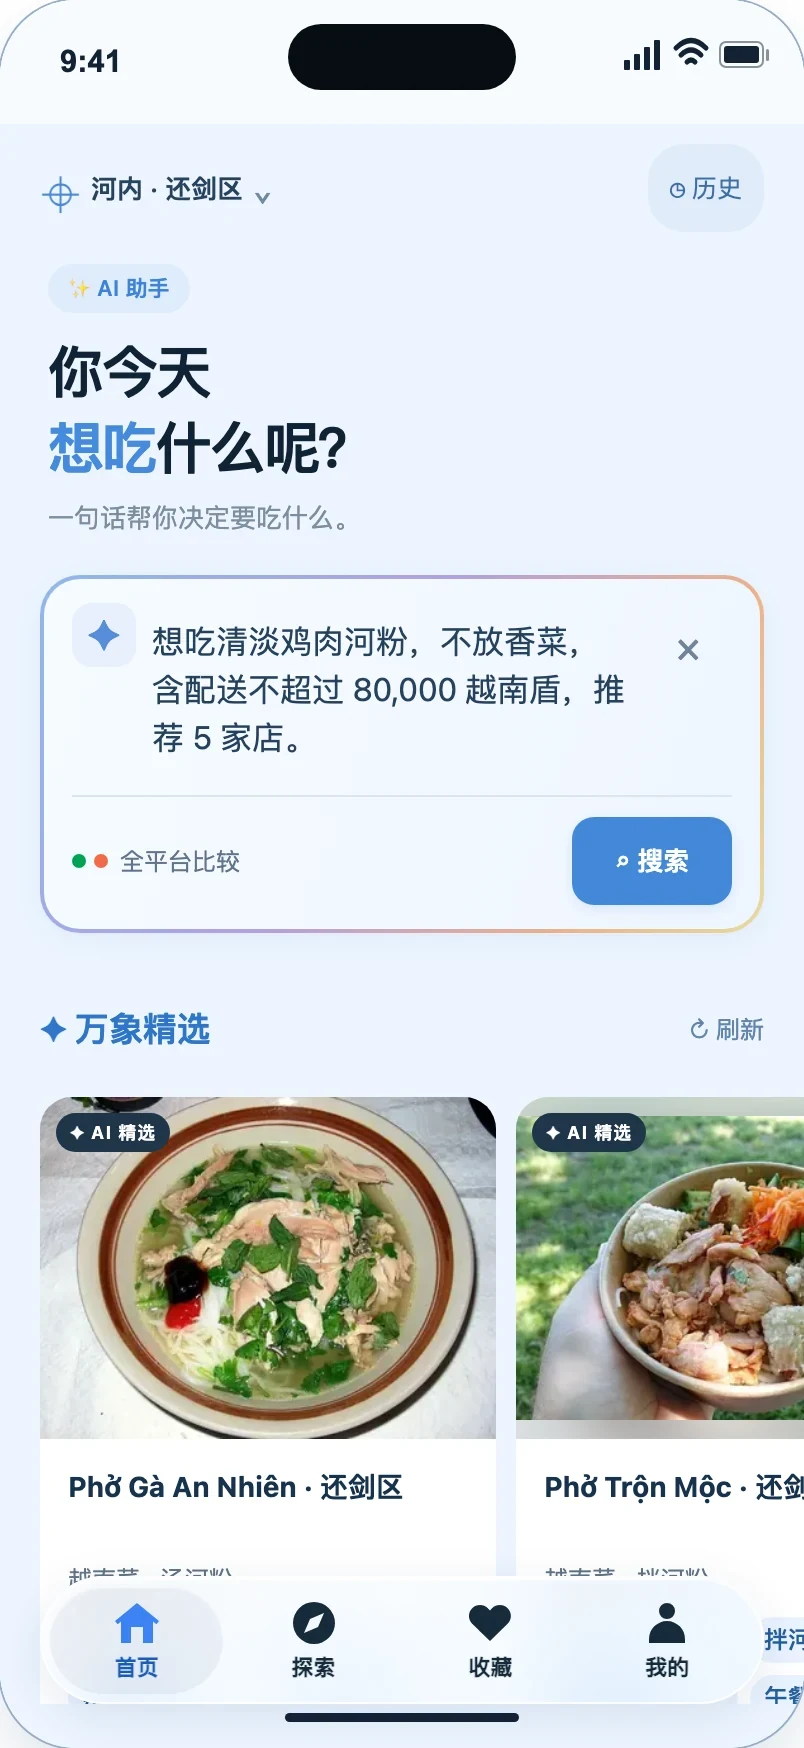 9:41
河内 · 还剑区
历史
✨ AI 助手
你今天
想吃什么呢?
一句话帮你决定要吃什么。
想吃清淡鸡肉河粉，不放香菜，
含配送不超过 80,000 越南盾，推
荐 5 家店。
全平台比较
搜索
万象精选
刷新
AI 精选
AI 精选
Phở Gà An Nhiên · 还剑区
Phở Trộn Mộc · 还剑
拌河
午餐
首页
探索
收藏
我的